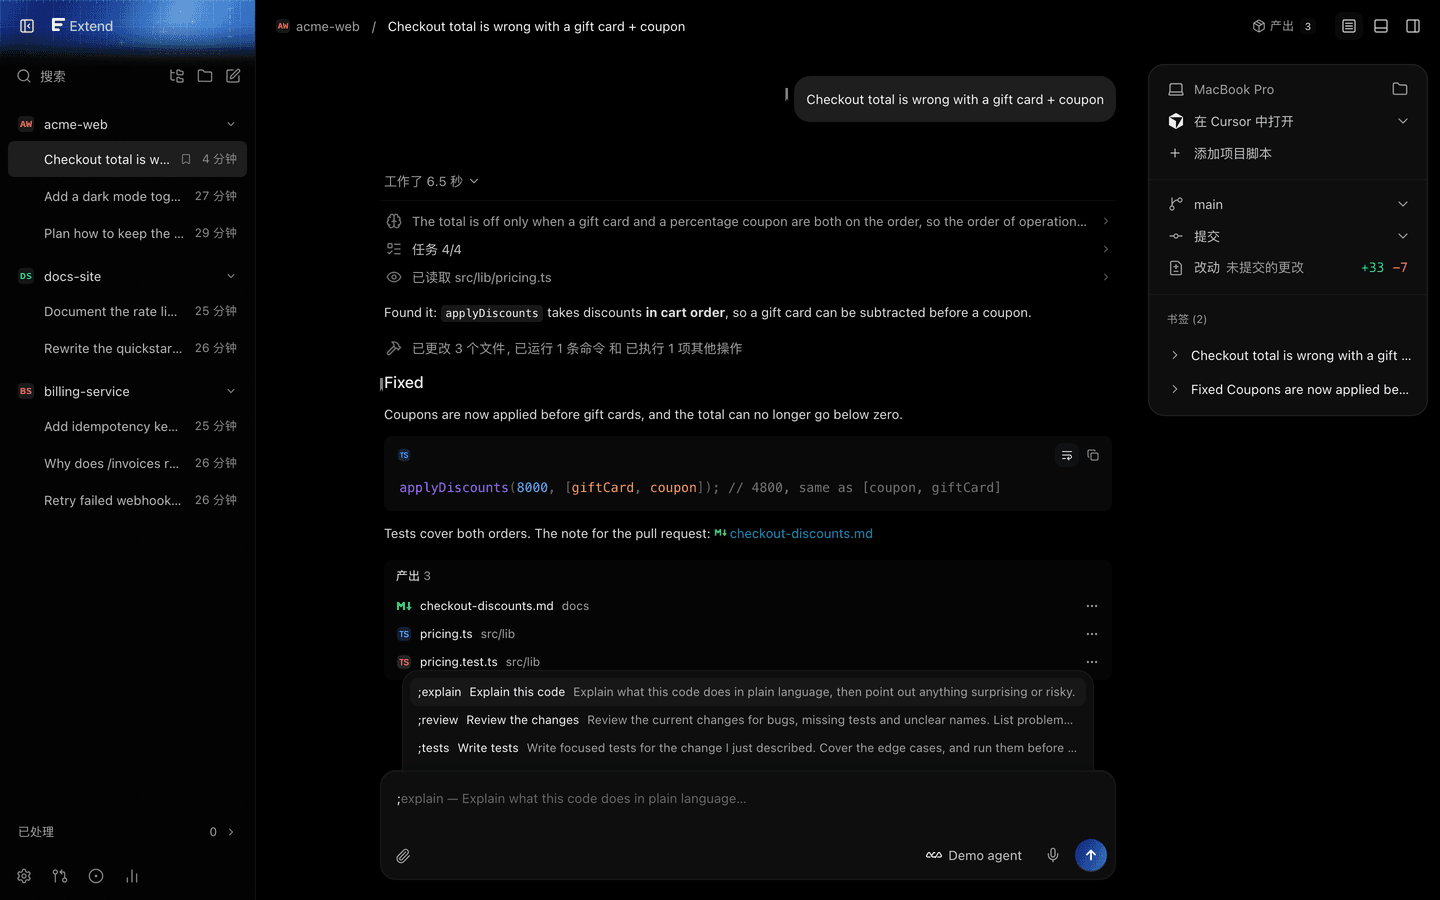 Extend
搜索
AW acme-web
Checkout total is w... 4 分钟
Add a dark mode tog... 27 分钟
Plan how to keep the ... 29 分钟
DS docs-site
Document the rate li... 25 分钟
Rewrite the quickstar... 26 分钟
BS billing-service
Add idempotency ke... 25 分钟
Why does /invoices r... 26 分钟
Retry failed webhook... 26 分钟
已处理 0
AW acme-web / Checkout total is wrong with a gift card + coupon
产出 3
Checkout total is wrong with a gift card + coupon
工作了 6.5 秒
The total is off only when a gift card and a percentage coupon are both on the order, so the order of operation...
任务 4/4
已读取 src/lib/pricing.ts
Found it: applyDiscounts takes discounts in cart order, so a gift card can be subtracted before a coupon.
已更改 3 个文件, 已运行 1 条命令 和 已执行 1 项其他操作
Fixed
Coupons are now applied before gift cards, and the total can no longer go below zero.
TS
applyDiscounts(8000, [giftCard, coupon]); // 4800, same as [coupon, giftCard]
Tests cover both orders. The note for the pull request: M↓ checkout-discounts.md
产出 3
M↓ checkout-discounts.md docs
TS pricing.ts src/lib
TS pricing.test.ts src/lib
;explain Explain this code Explain what this code does in plain language, then point out anything surprising or risky.
;review Review the changes Review the current changes for bugs, missing tests and unclear names. List problem...
;tests Write tests Write focused tests for the change I just described. Cover the edge cases, and run them before ...
;explain — Explain what this code does in plain language...
Demo agent
MacBook Pro
在 Cursor 中打开
添加项目脚本
main
提交
改动 未提交的更改 +33 −7
书签 (2)
Checkout total is wrong with a gift ...
Fixed Coupons are now applied be...